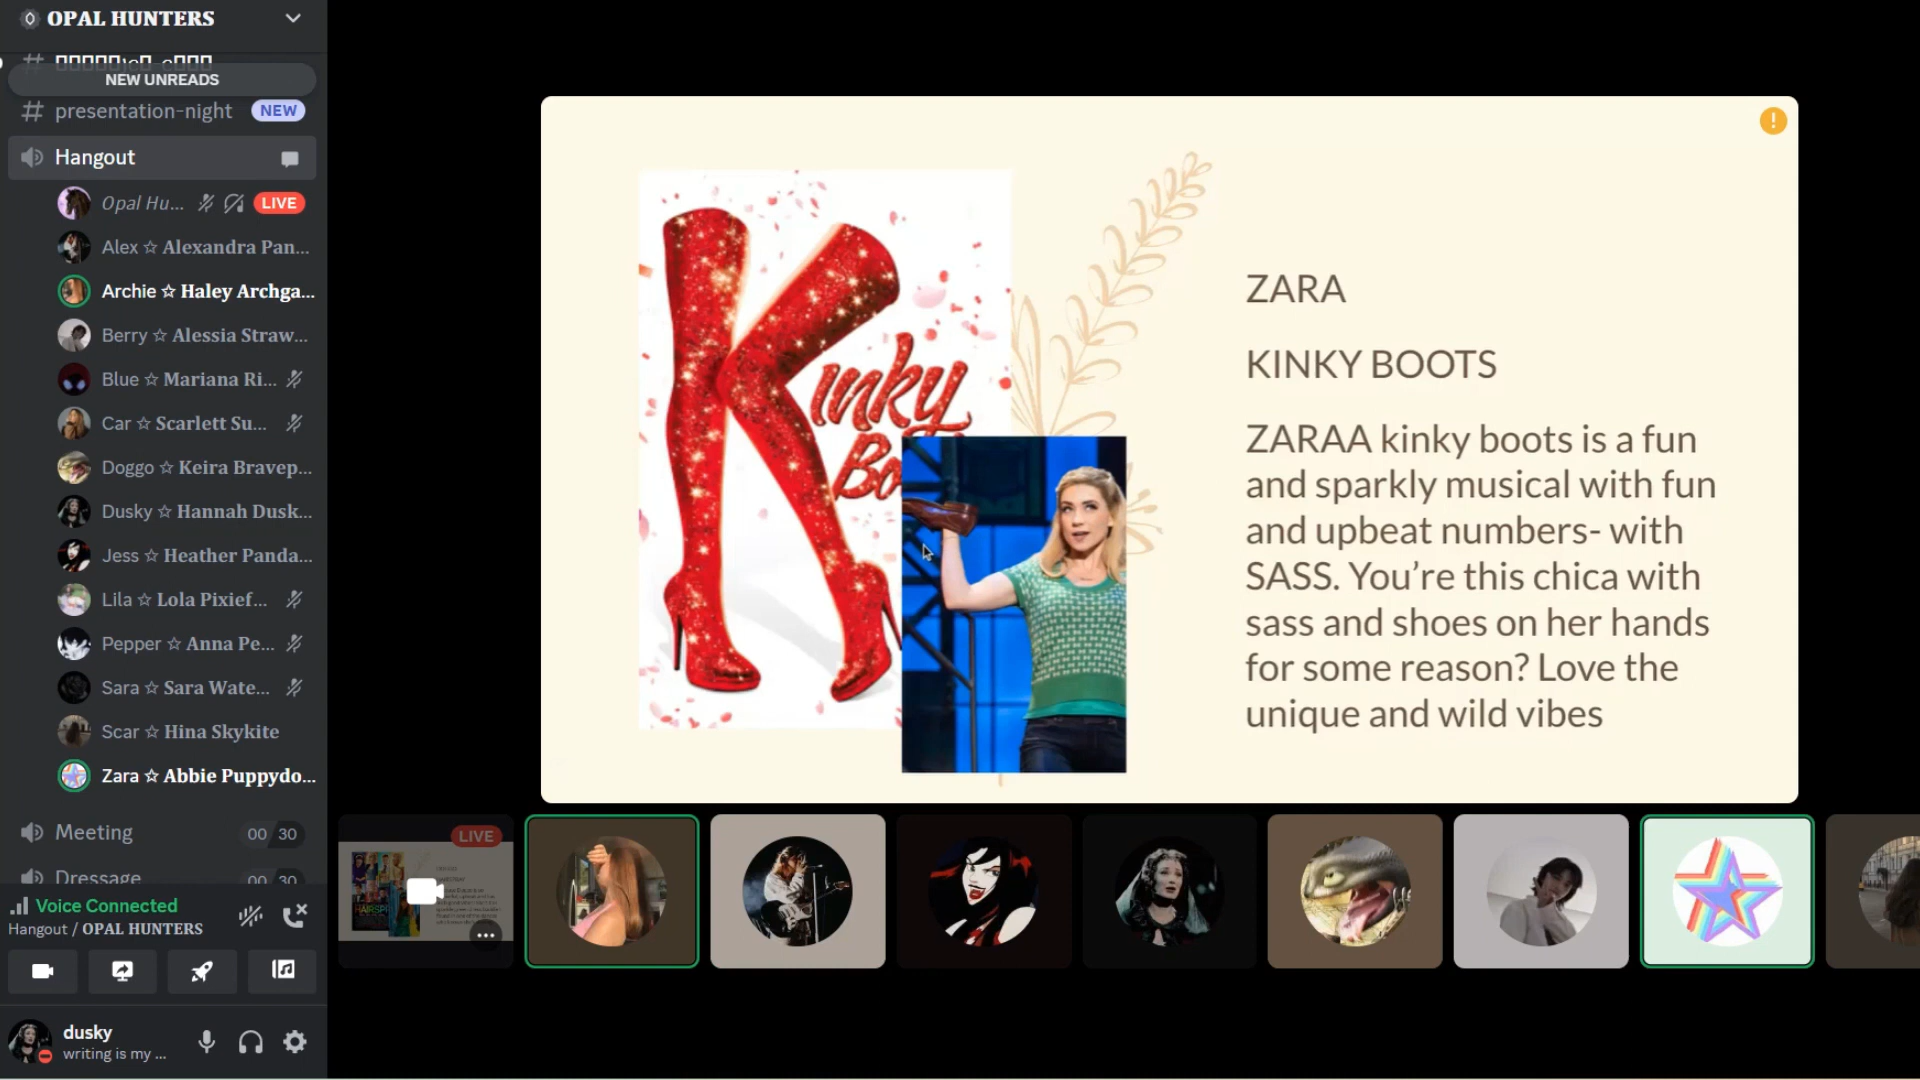 OPAL HUNTERS
NEW UNREADS
presentation-night NEW
Hangout
Opal Hu... LIVE
Alex ☆ Alexandra Pan...
Archie ☆ Haley Archga...
Berry ☆ Alessia Straw...
Blue ☆ Mariana Ri...
Car ☆ Scarlett Su...
Doggo ☆ Keira Bravep...
Dusky ☆ Hannah Dusk...
Jess ☆ Heather Panda...
Lila ☆ Lola Pixief...
Pepper ☆ Anna Pe...
Sara ☆ Sara Wate...
Scar ☆ Hina Skykite
Zara ☆ Abbie Puppydo...
Meeting 00 30
Dressage 00 30
Voice Connected
Hangout / OPAL HUNTERS
dusky
writing is my ...
Kinky
Bo
ZARA
KINKY BOOTS
ZARAA kinky boots is a fun
and sparkly musical with fun
and upbeat numbers- with
SASS. You're this chica with
sass and shoes on her hands
for some reason? Love the
unique and wild vibes
LIVE